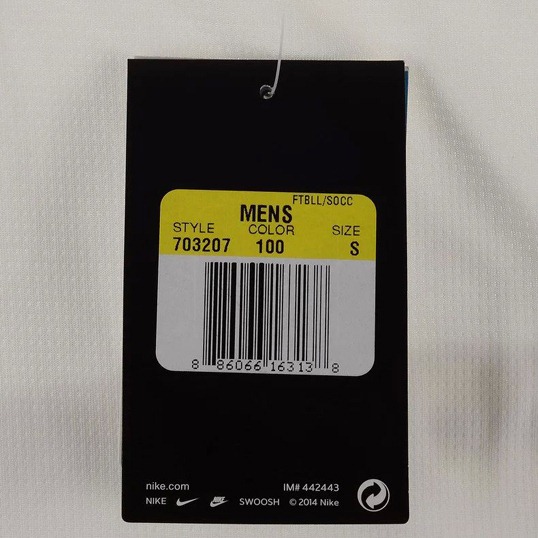 FTBLL/SOCC
MENS
STYLE COLOR SIZE
703207 100 S
8 86066 16313 8
nike.com IM# 442443
NIKE SWOOSH © 2014 Nike